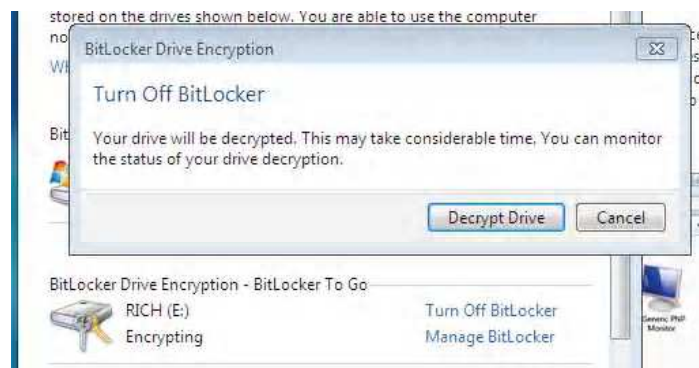 stored on the drives shown below. You are able to use the computer
no
BitLocker Drive Encryption
Wh
Turn Off BitLocker
Bit
Your drive will be decrypted. This may take considerable time. You can monitor
the status of your drive decryption.
Decrypt Drive
Cancel
BitLocker Drive Encryption - BitLocker To Go
RICH (E:)
Turn Off BitLocker
Encrypting
Manage BitLocker
Generic PnP
Monitor